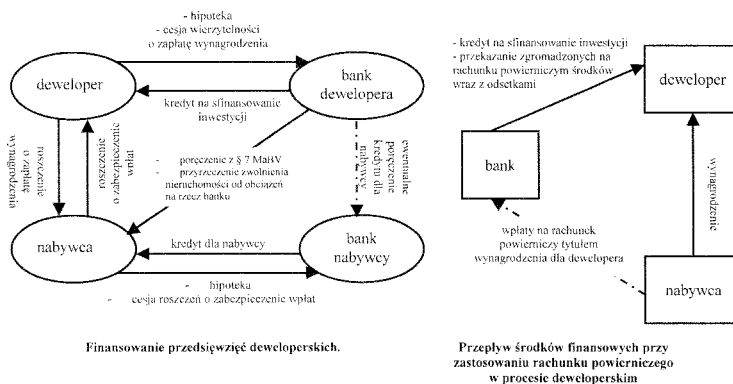 - hipoteka
- cesja wierzytelności
o zapłatę wynagrodzenia
deweloper
bank
dewelopera
kredyt na sfinansowanie
inwestycji
roszczenie
o zapłatę
wynagrodzenia
roszczenie
o zabezpieczenie
wpłat
- poręczenie z § 7 MaBV
- przyrzeczenie zwolnienia
nieruchomości od obciążeń
na rzecz banku
ewentualne
poręczenie
kredytu dla
nabywcy
nabywca
kredyt dla nabywcy
bank
nabywcy
- hipoteka
- cesja roszczeń o zabezpieczenie wpłat
Finansowanie przedsięwzięć deweloperskich.
- kredyt na sfinansowanie inwestycji
- przekazanie zgromadzonych na
rachunku powierniczym środków
wraz z odsetkami
deweloper
bank
wynagrodzenie
wpłaty na rachunek
powierniczy tytułem
wynagrodzenia dla dewelopera
nabywca
Przepływ środków finansowych przy
zastosowaniu rachunku powierniczego
w procesie deweloperskim